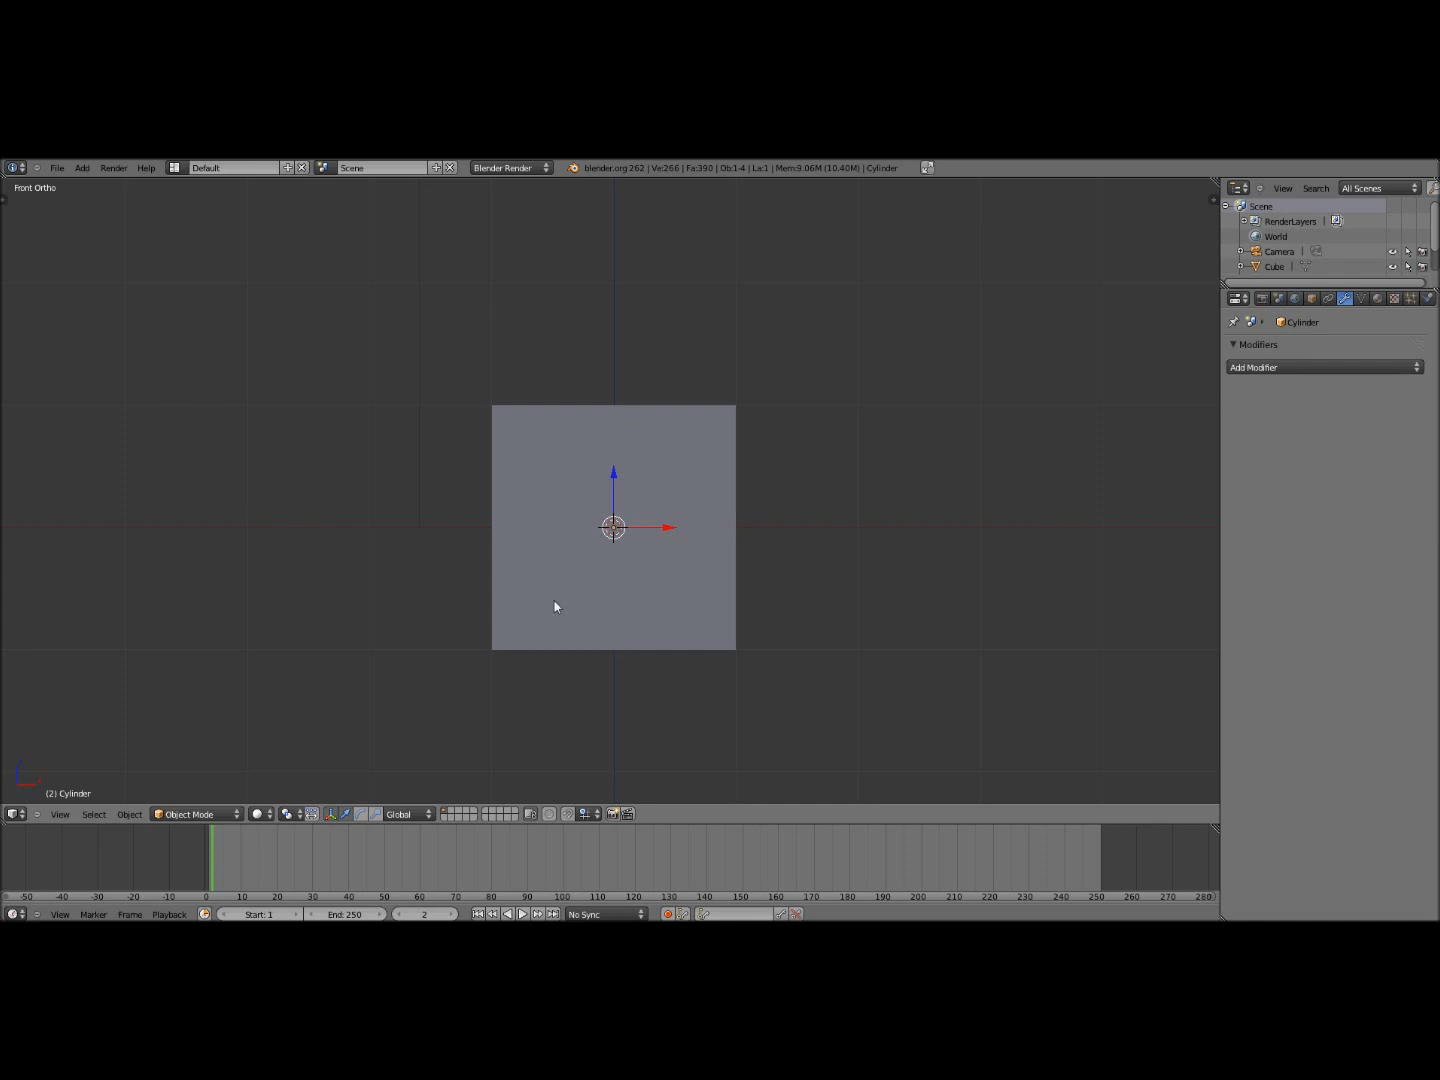 File Add Render Help Default Scene Blender Render blender.org 262 | Ve:266 | Fa:390 | Ob:1-4 | La:1 | Mem:9.06M (10.40M) | Cylinder
Front Ortho
View Search All Scenes
Scene
RenderLayers |
World
Camera |
Cube |
Cylinder
Modifiers
Add Modifier
(2) Cylinder
View Select Object Object Mode Global
-50 -40 -30 -20 -10 0 10 20 30 40 50 60 70 80 90 100 110 120 130 140 150 160 170 180 190 200 210 220 230 240 250 260 270 280
View Marker Frame Playback Start: 1 End: 250 2 No Sync